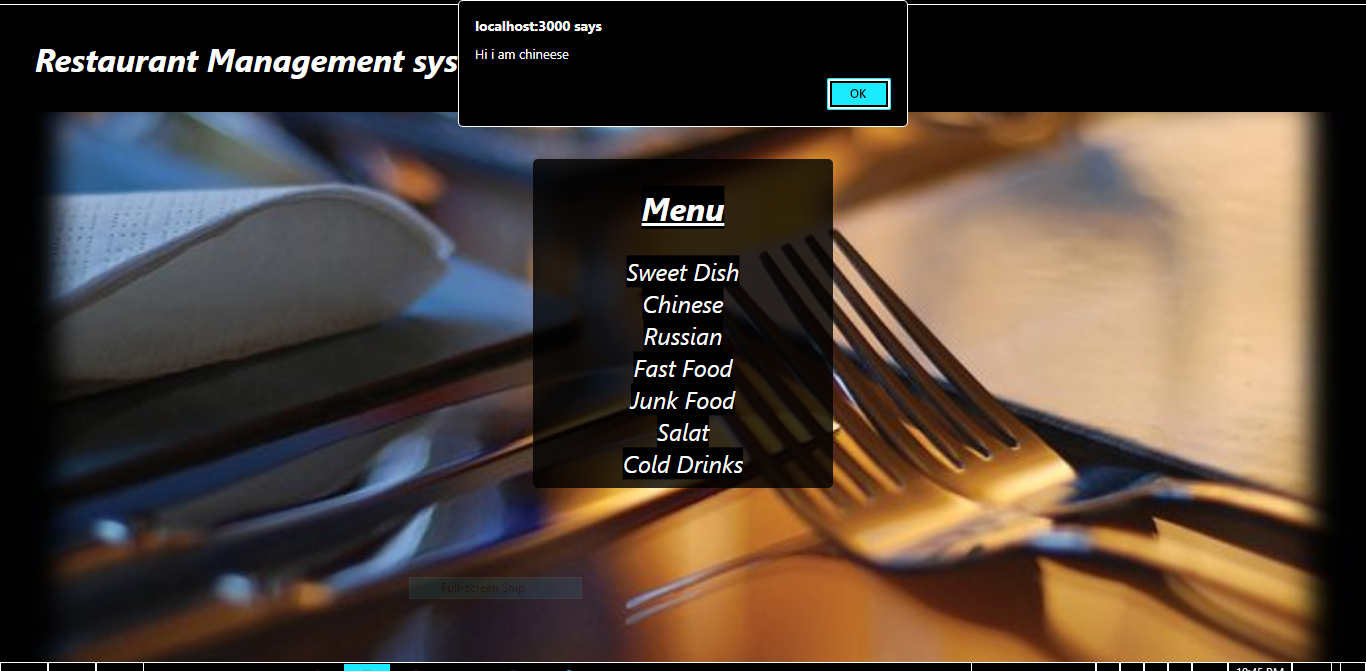 localhost:3000 says
Hi i am chineese
OK
Restaurant Management sys
Menu
Sweet Dish
Chinese
Russian
Fast Food
Junk Food
Salat
Cold Drinks
Full-screen Snip